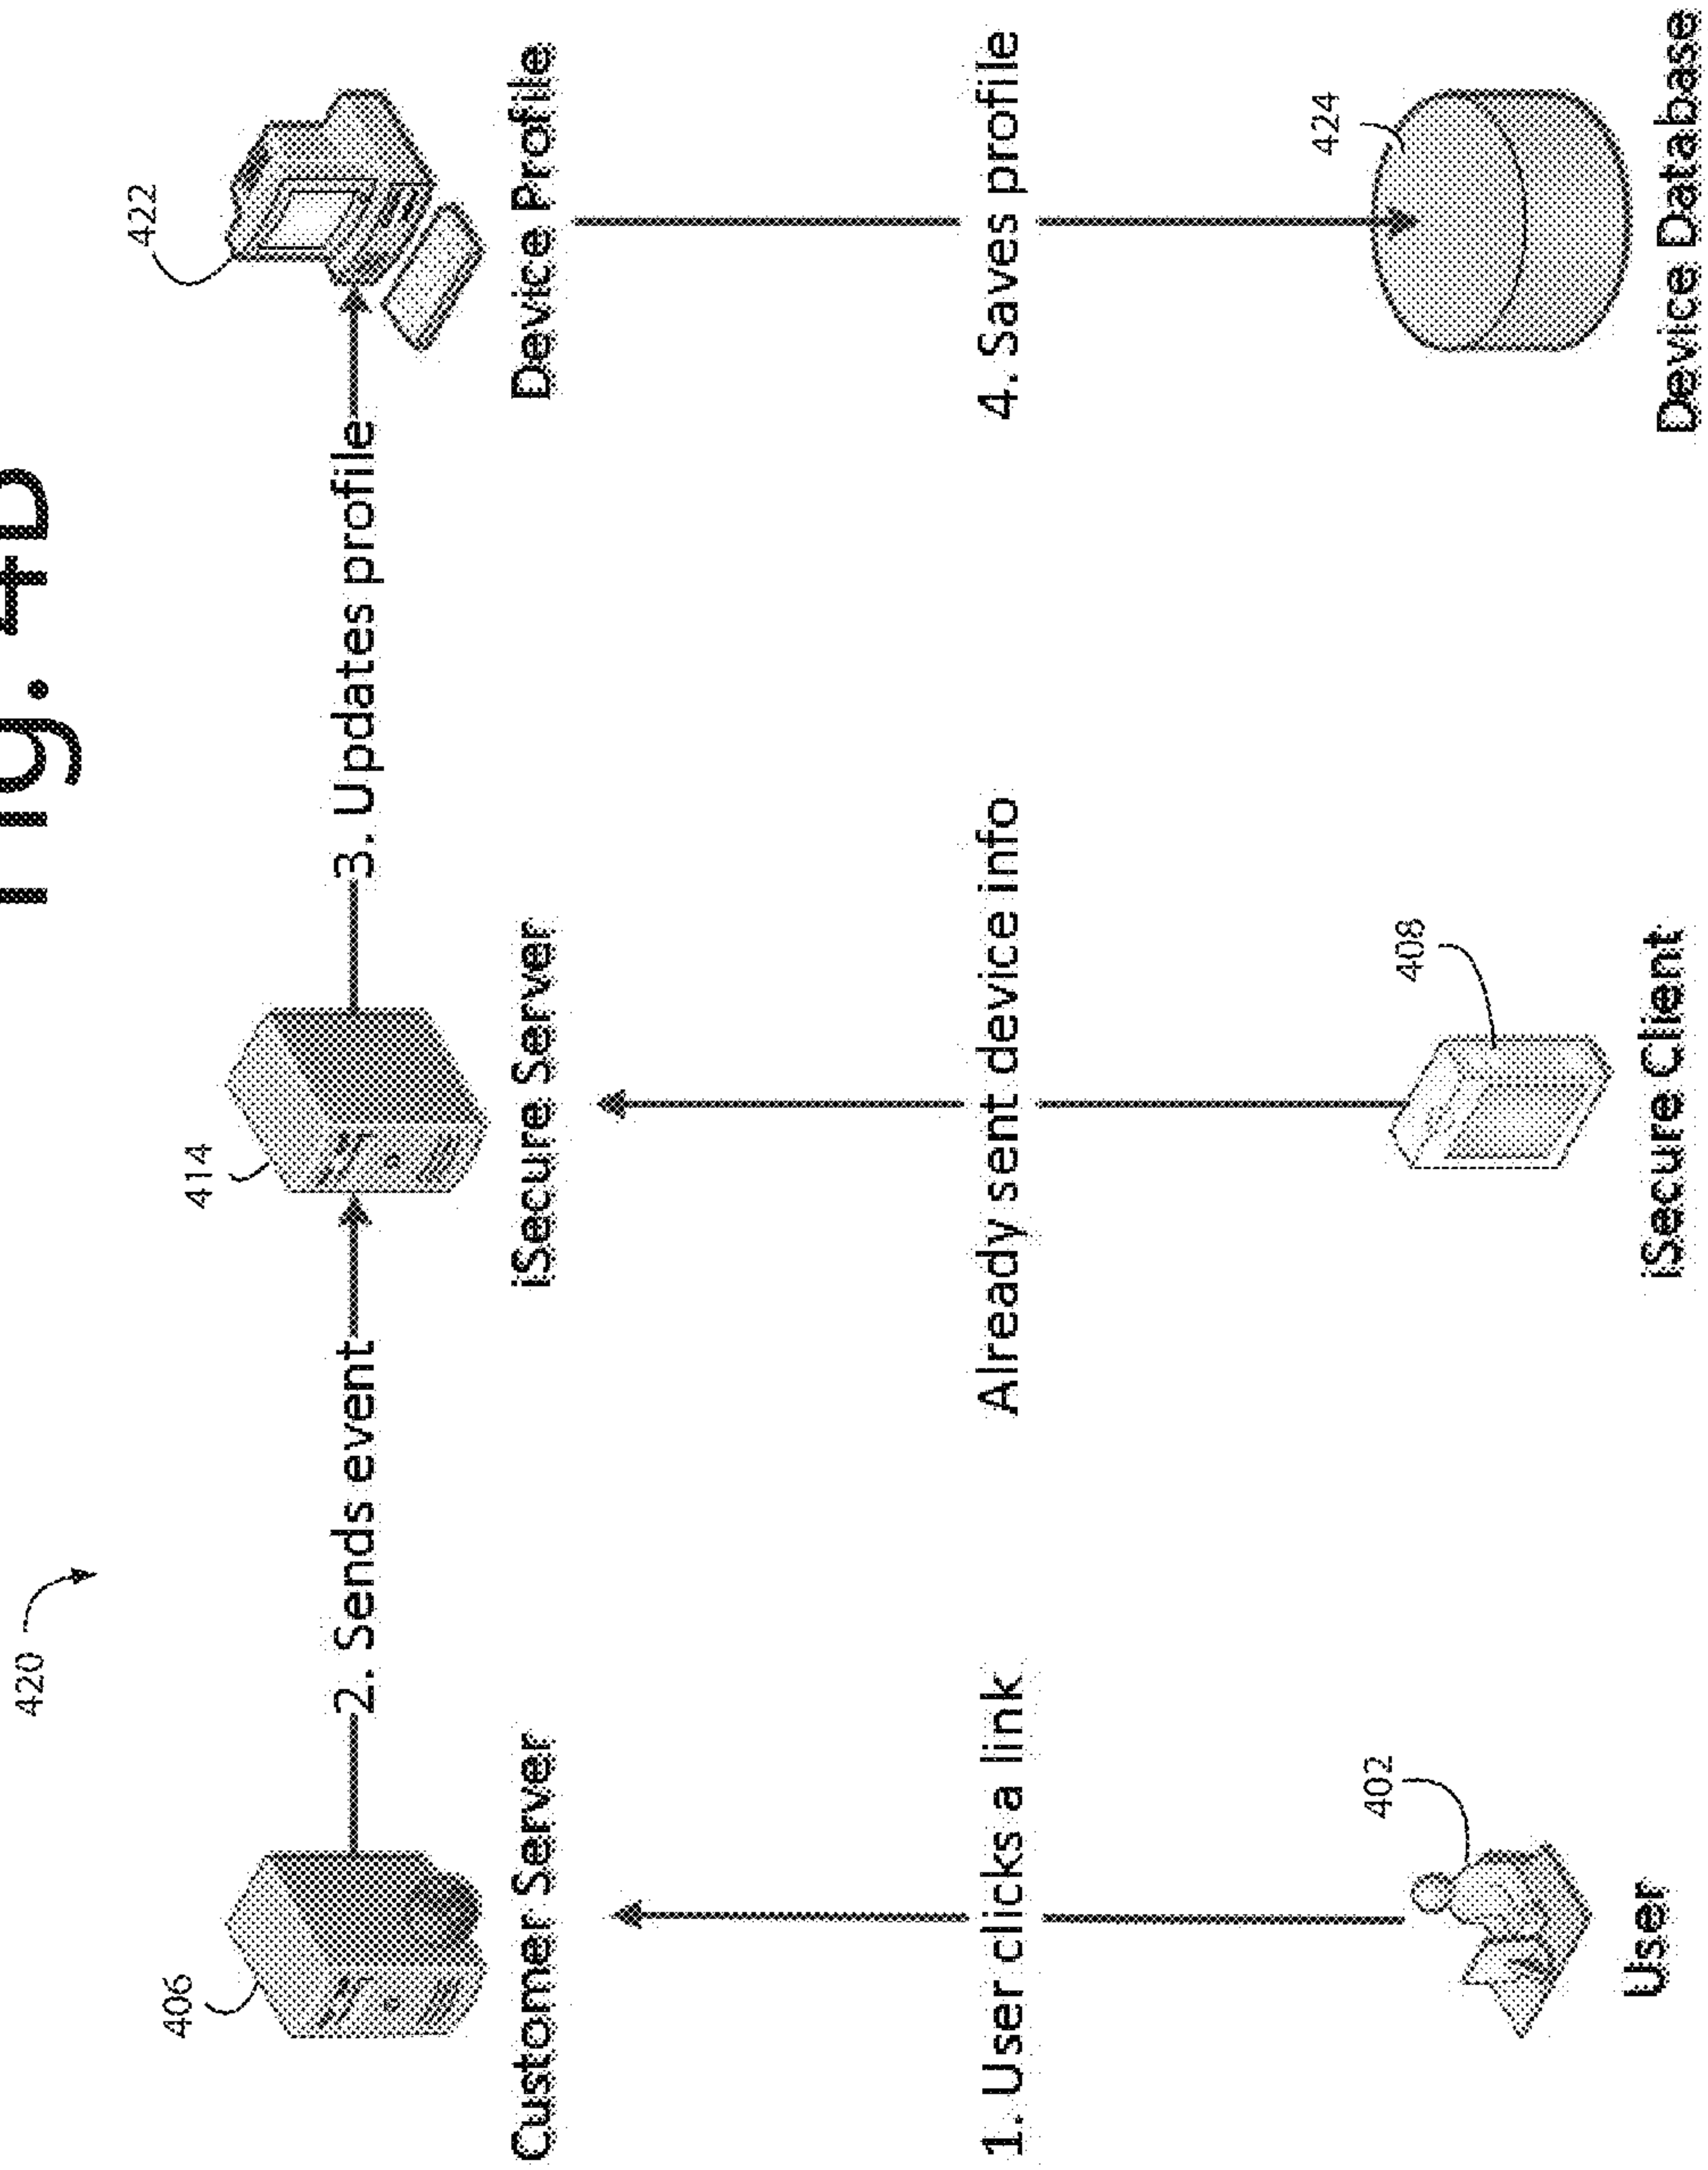 Fig.
420
406
414
422
2. Sends event
3. Updates profile
Customer Server
iSecure Server
Device Profile
1. User clicks a link
Already sent device info
4. Saves profile
402
408
424
User
iSecure Client
Device Database